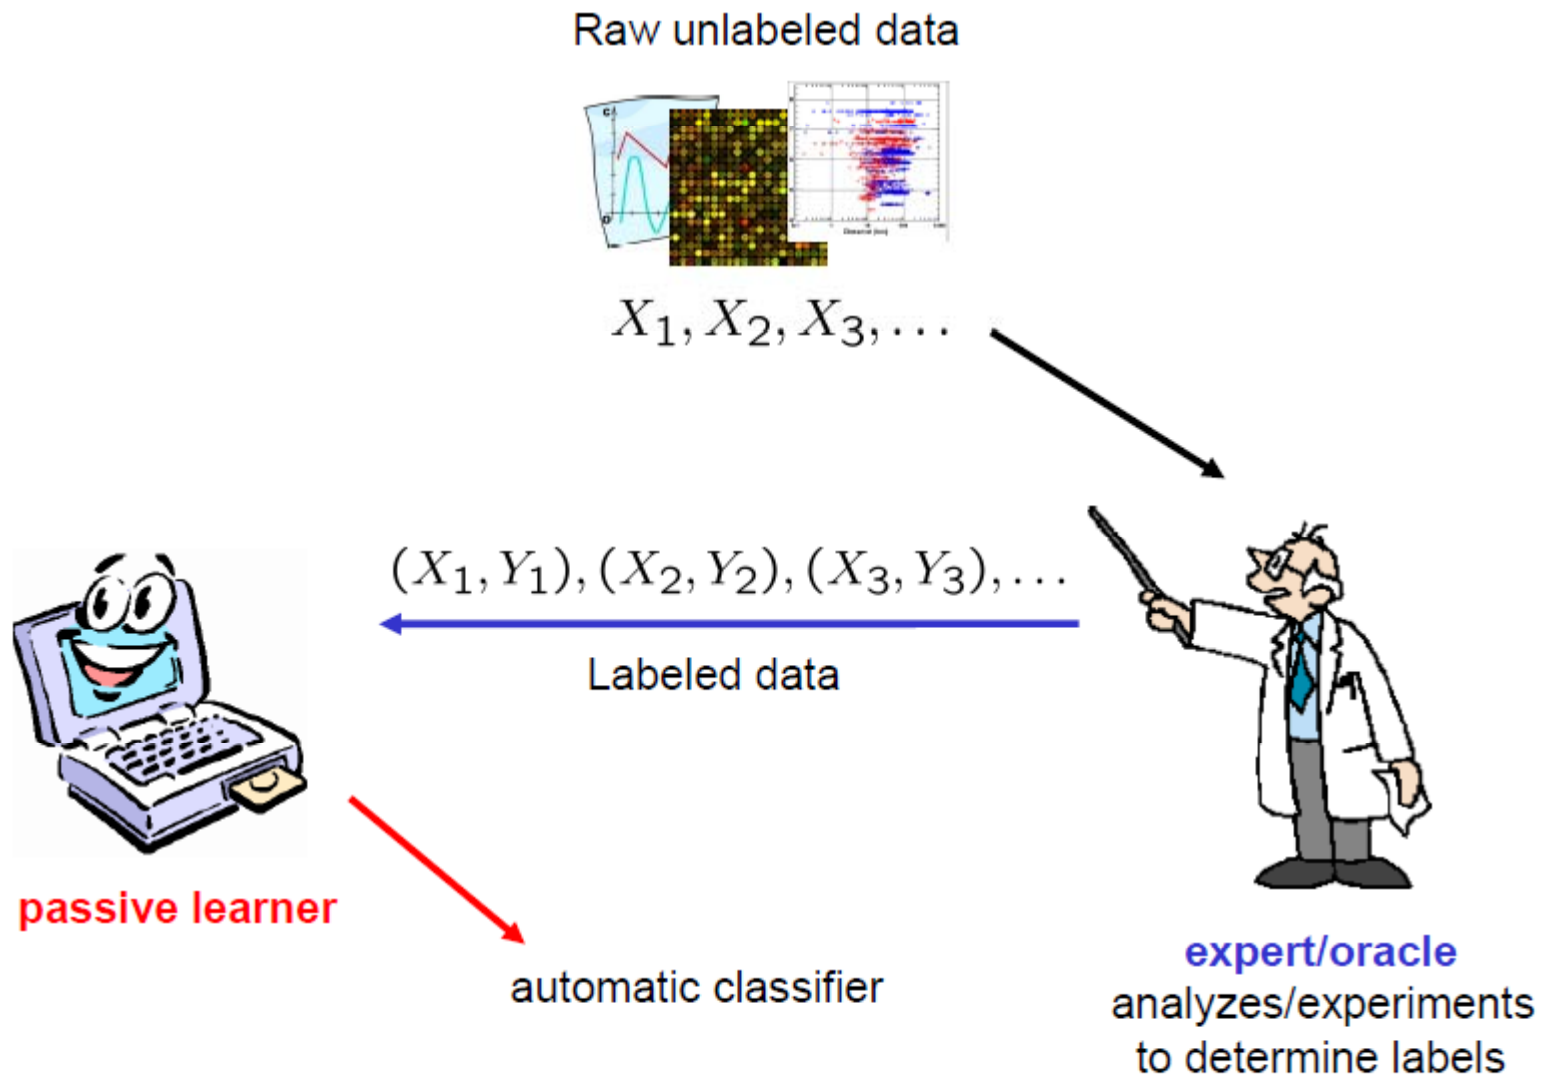 Raw unlabeled data
C
D
X₁, X₂, X₃, . . .
(X₁, Y₁), (X₂, Y₂), (X₃, Y₃), . . .
Labeled data
passive learner
automatic classifier
expert/oracle
analyzes/experiments
to determine labels